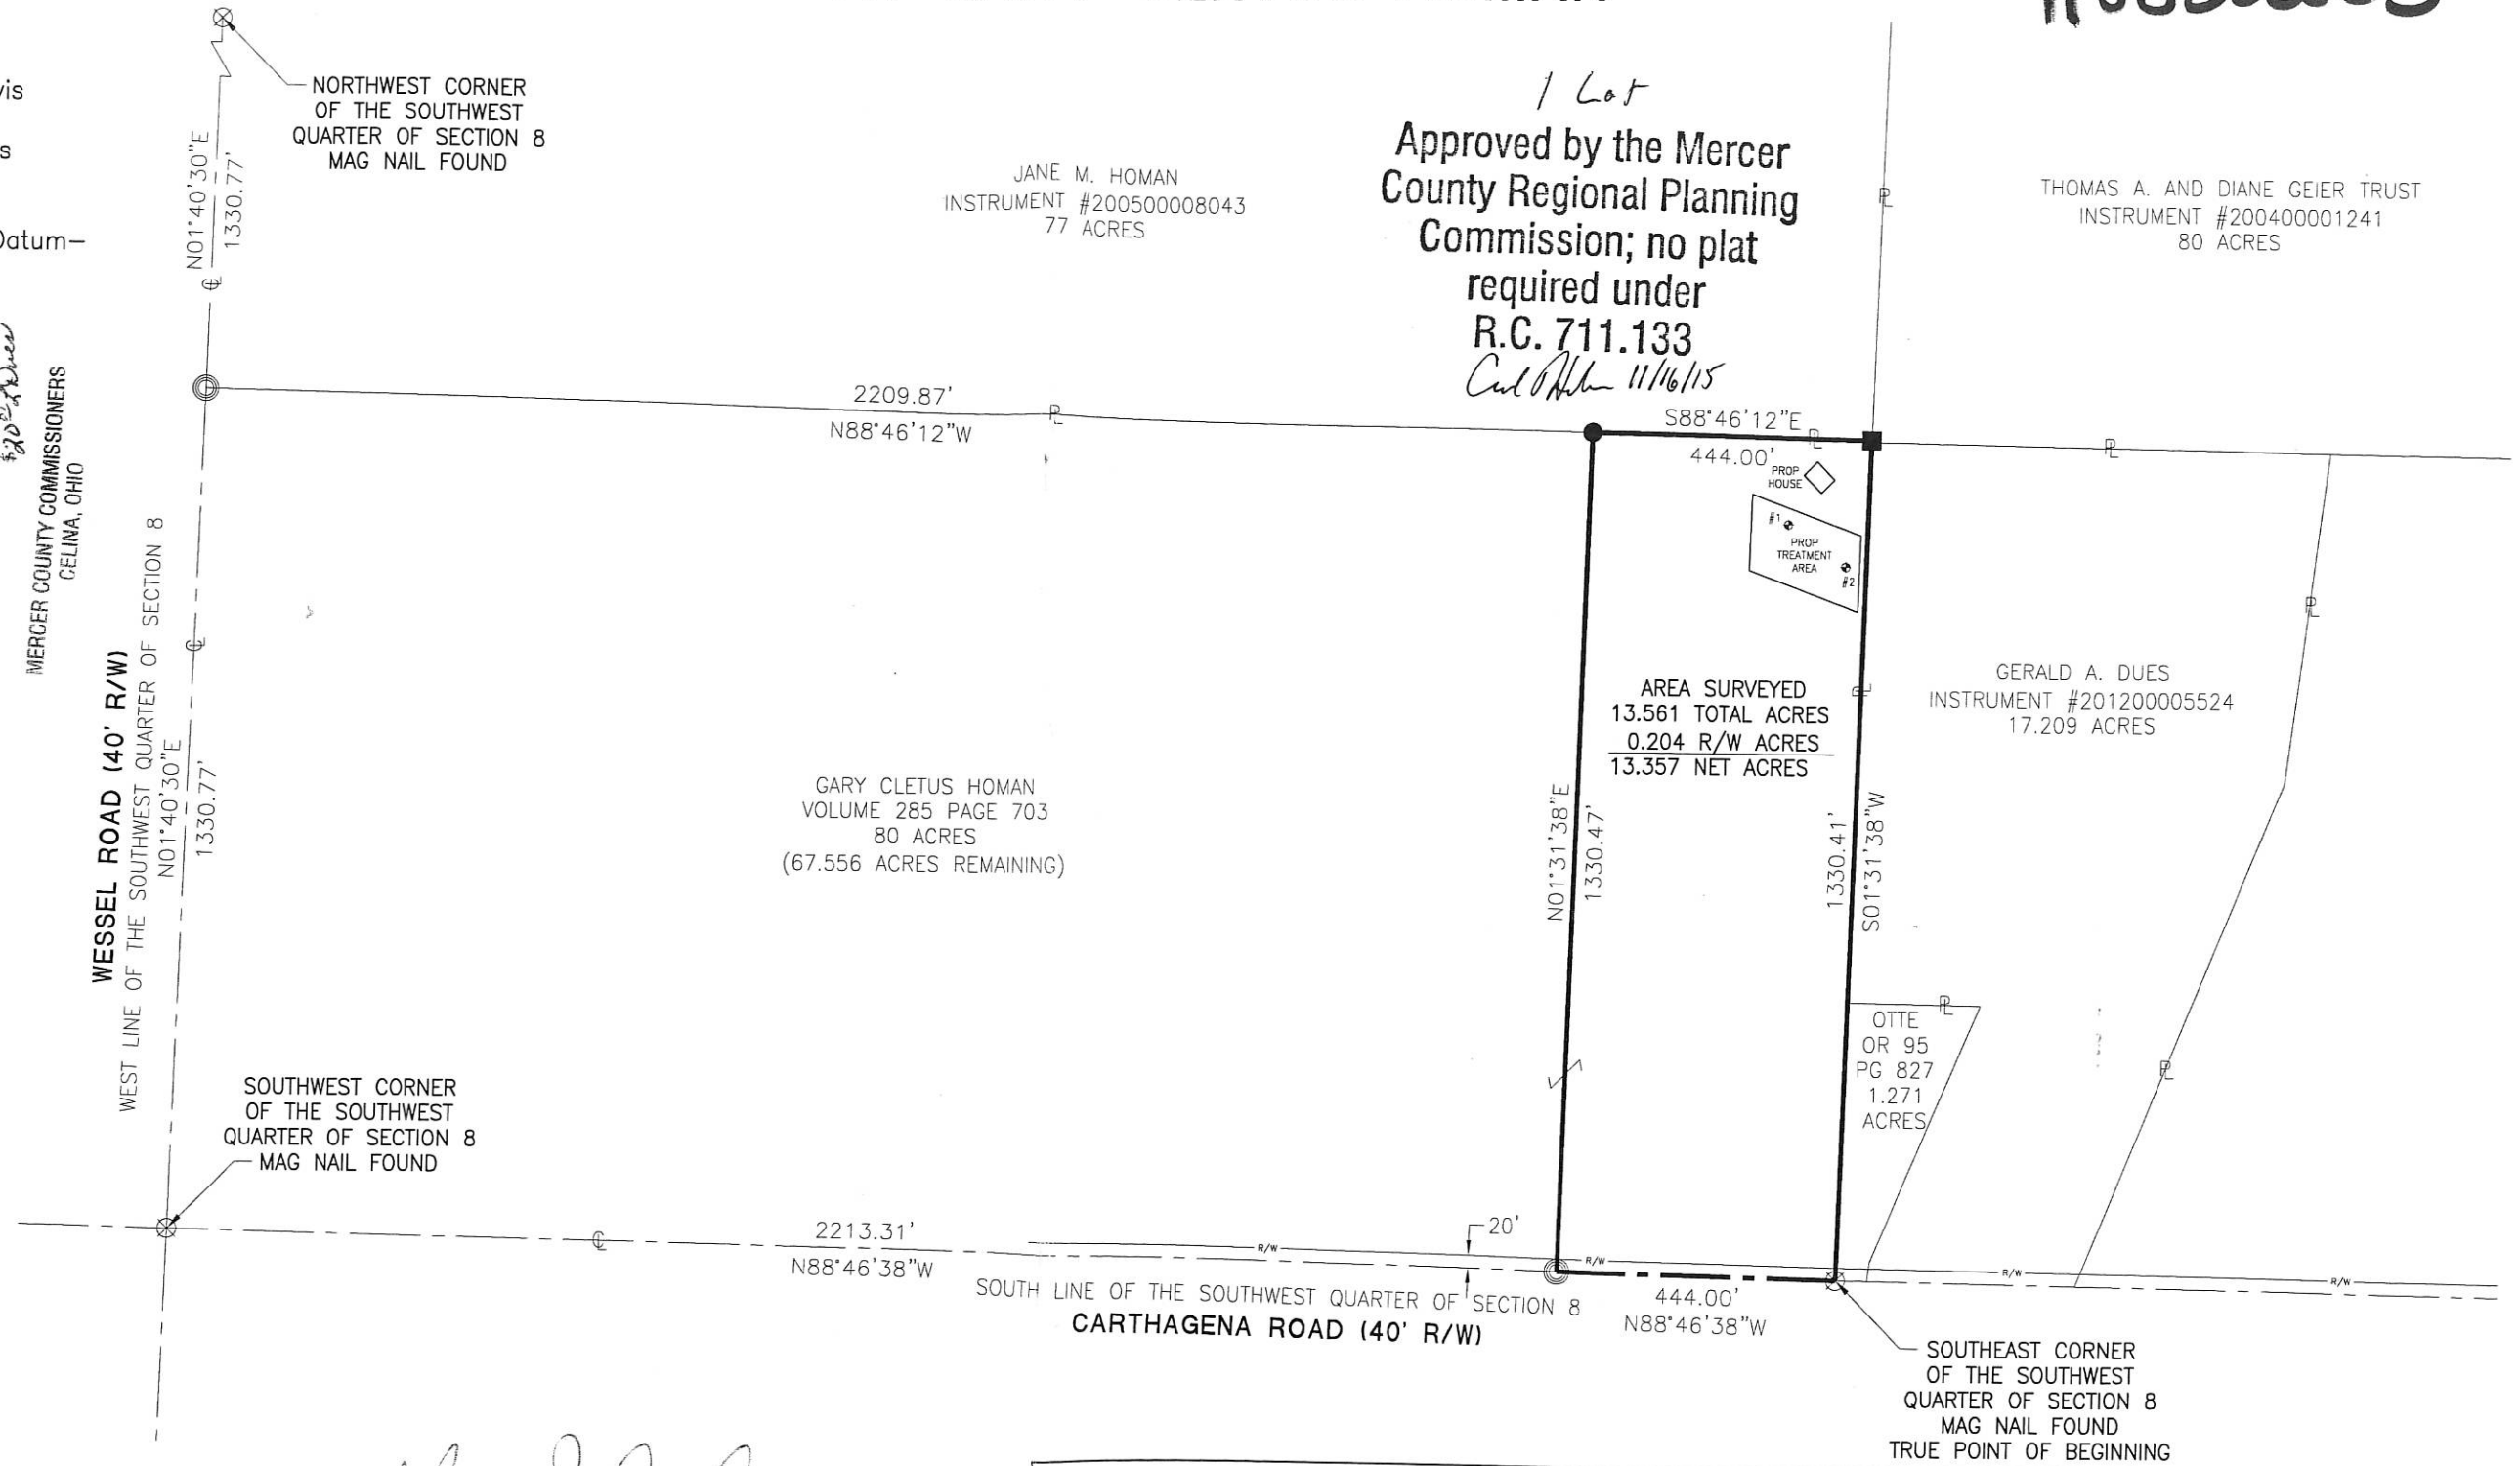 NORTHWEST CORNER
OF THE SOUTHWEST
QUARTER OF SECTION 8
MAG NAIL FOUND
N01°40'30"E
1330.77'
Datum-
JANE M. HOMAN
INSTRUMENT #200500008043
77 ACRES
1 Lot
Approved by the Mercer
County Regional Planning
Commission; no plat
required under
R.C. 711.133
11/16/15
THOMAS A. AND DIANE GEIER TRUST
INSTRUMENT #200400001241
80 ACRES
MERCER COUNTY COMMISSIONERS
CELINA, OHIO
2209.87'
N88°46'12"W
S88°46'12"E
444.00'
PROP
HOUSE
#1
PROP
TREATMENT
AREA
#2
WESSEL ROAD (40' R/W)
WEST LINE OF THE SOUTHWEST QUARTER OF SECTION 8
N01°40'30"E
1330.77'
GARY CLETUS HOMAN
VOLUME 285 PAGE 703
80 ACRES
(67.556 ACRES REMAINING)
AREA SURVEYED
13.561 TOTAL ACRES
0.204 R/W ACRES
13.357 NET ACRES
N01°31'38"E
1330.47'
1330.41'
S01°31'38"W
GERALD A. DUES
INSTRUMENT #201200005524
17.209 ACRES
OTTE
OR 95
PG 827
1.271
ACRES
SOUTHWEST CORNER
OF THE SOUTHWEST
QUARTER OF SECTION 8
MAG NAIL FOUND
2213.31'
N88°46'38"W
20'
R/W
R/W
R/W
R/W
SOUTH LINE OF THE SOUTHWEST QUARTER OF SECTION 8
CARTHAGENA ROAD (40' R/W)
444.00'
N88°46'38"W
SOUTHEAST CORNER
OF THE SOUTHWEST
QUARTER OF SECTION 8
MAG NAIL FOUND
TRUE POINT OF BEGINNING